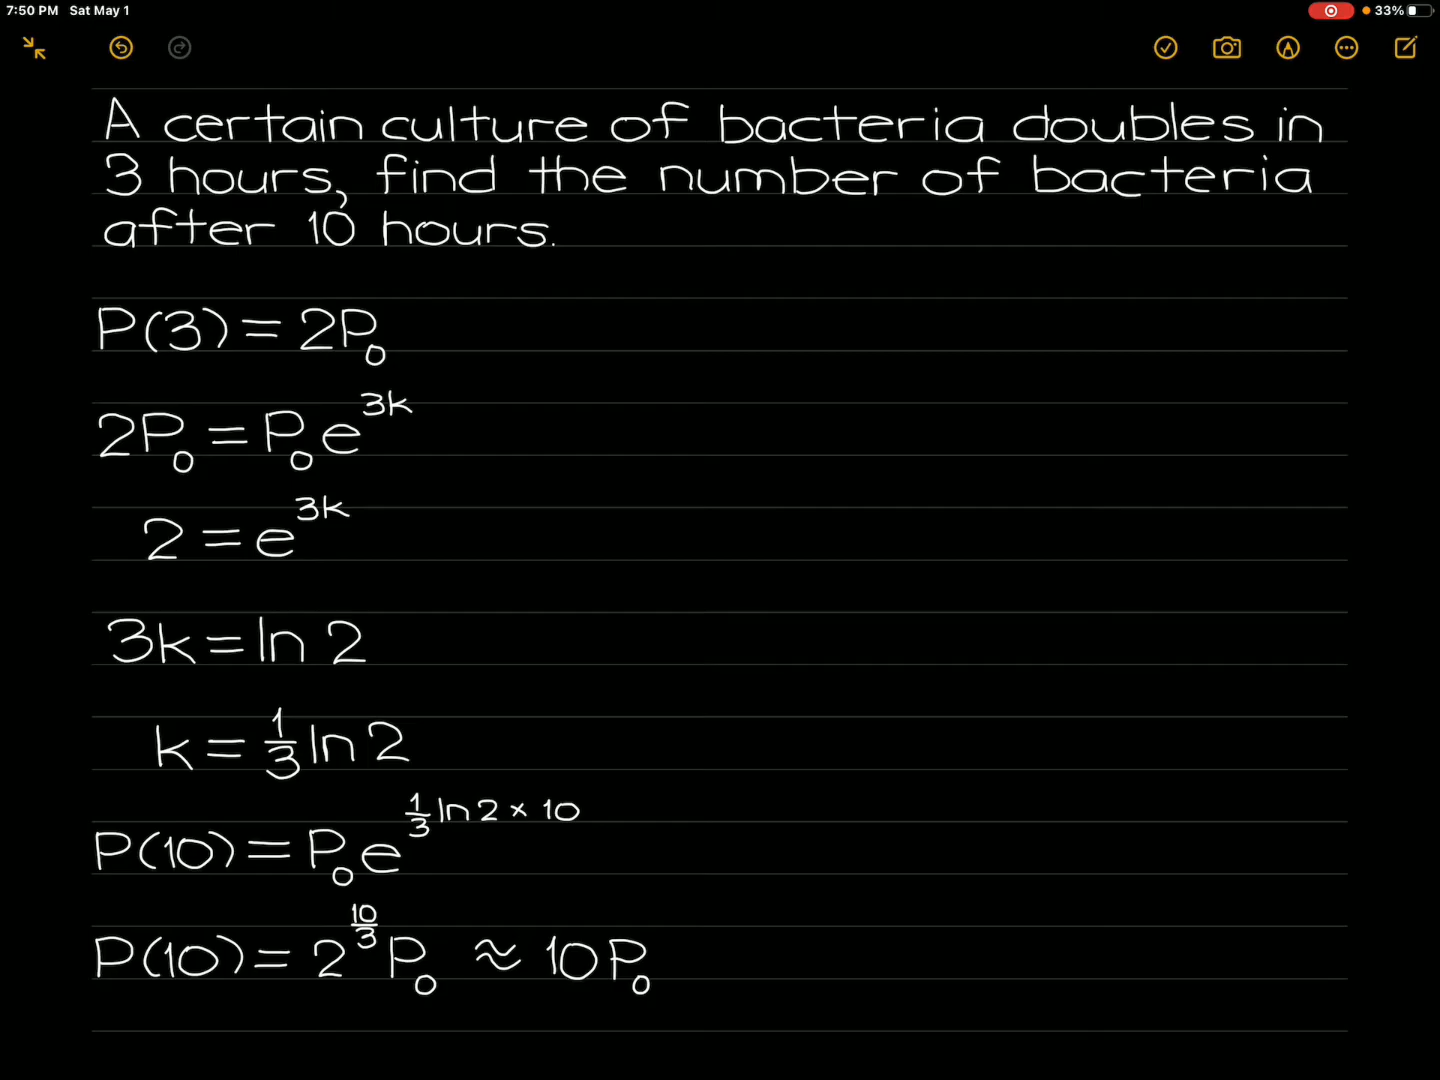 7:50 PM Sat May 1 33%
A certain culture of bacteria doubles in
3 hours, find the number of bacteria
after 10 hours.
P(3) = 2P₀
2P₀ = P₀e^(3k)
2 = e^(3k)
3k = ln 2
k = 1/3 ln 2
P(10) = P₀e^(1/3 ln 2 × 10)
P(10) = 2^(10/3) P₀ ≈ 10P₀